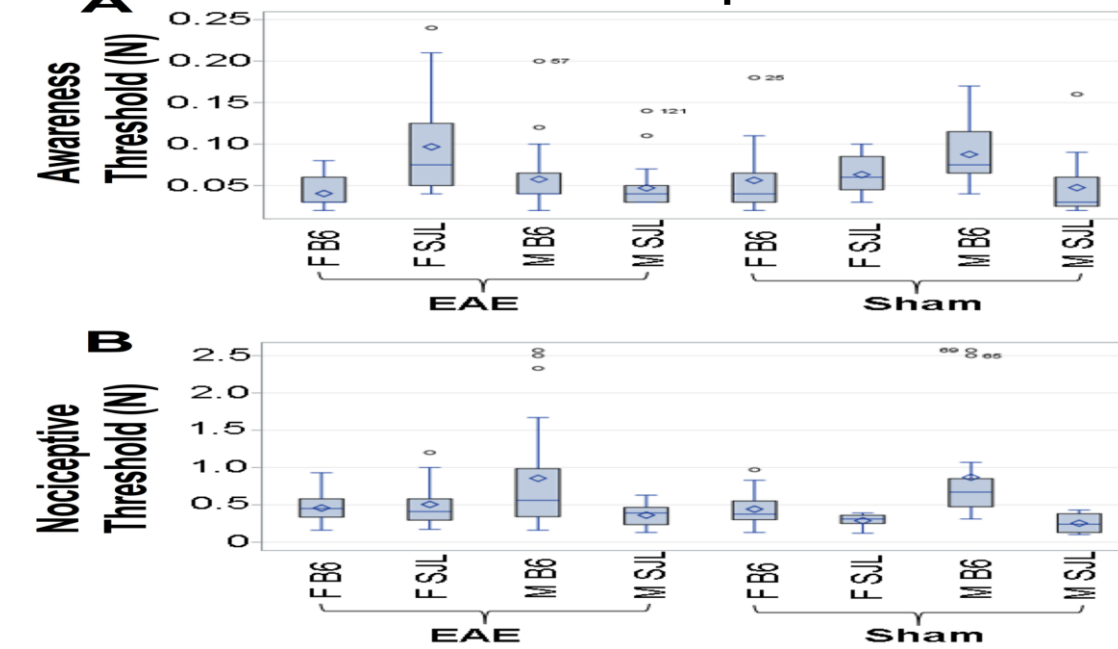 A
0.25
0.20
0.15
0.10
0.05
Awareness
Threshold (N)
57
121
25
F B6
F SJL
M B6
M SJL
F B6
F SJL
M B6
M SJL
EAE
Sham
B
2.5
2.0
1.5
1.0
0.5
0
Nociceptive
Threshold (N)
69
65
F B6
F SJL
M B6
M SJL
F B6
F SJL
M B6
M SJL
EAE
Sham